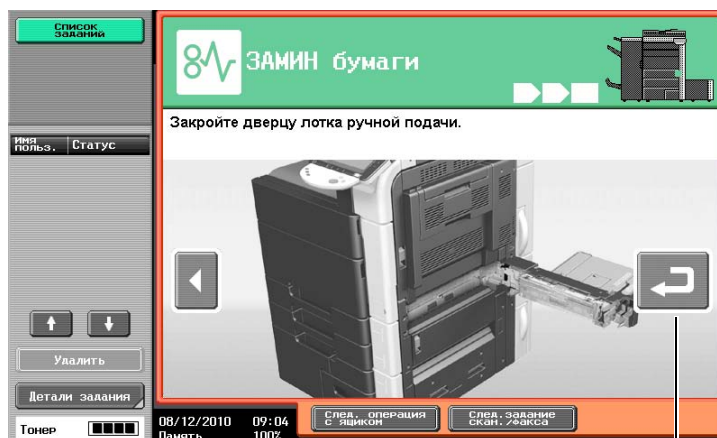 Список
заданий
ЗАМИН бумаги
Закройте дверцу лотка ручной подачи.
Имя
польз.
Статус
Удалить
Детали задания
Тонер
08/12/2010 09:04
Память 100%
След. операция
с ящиком
След.задание
скан./факса